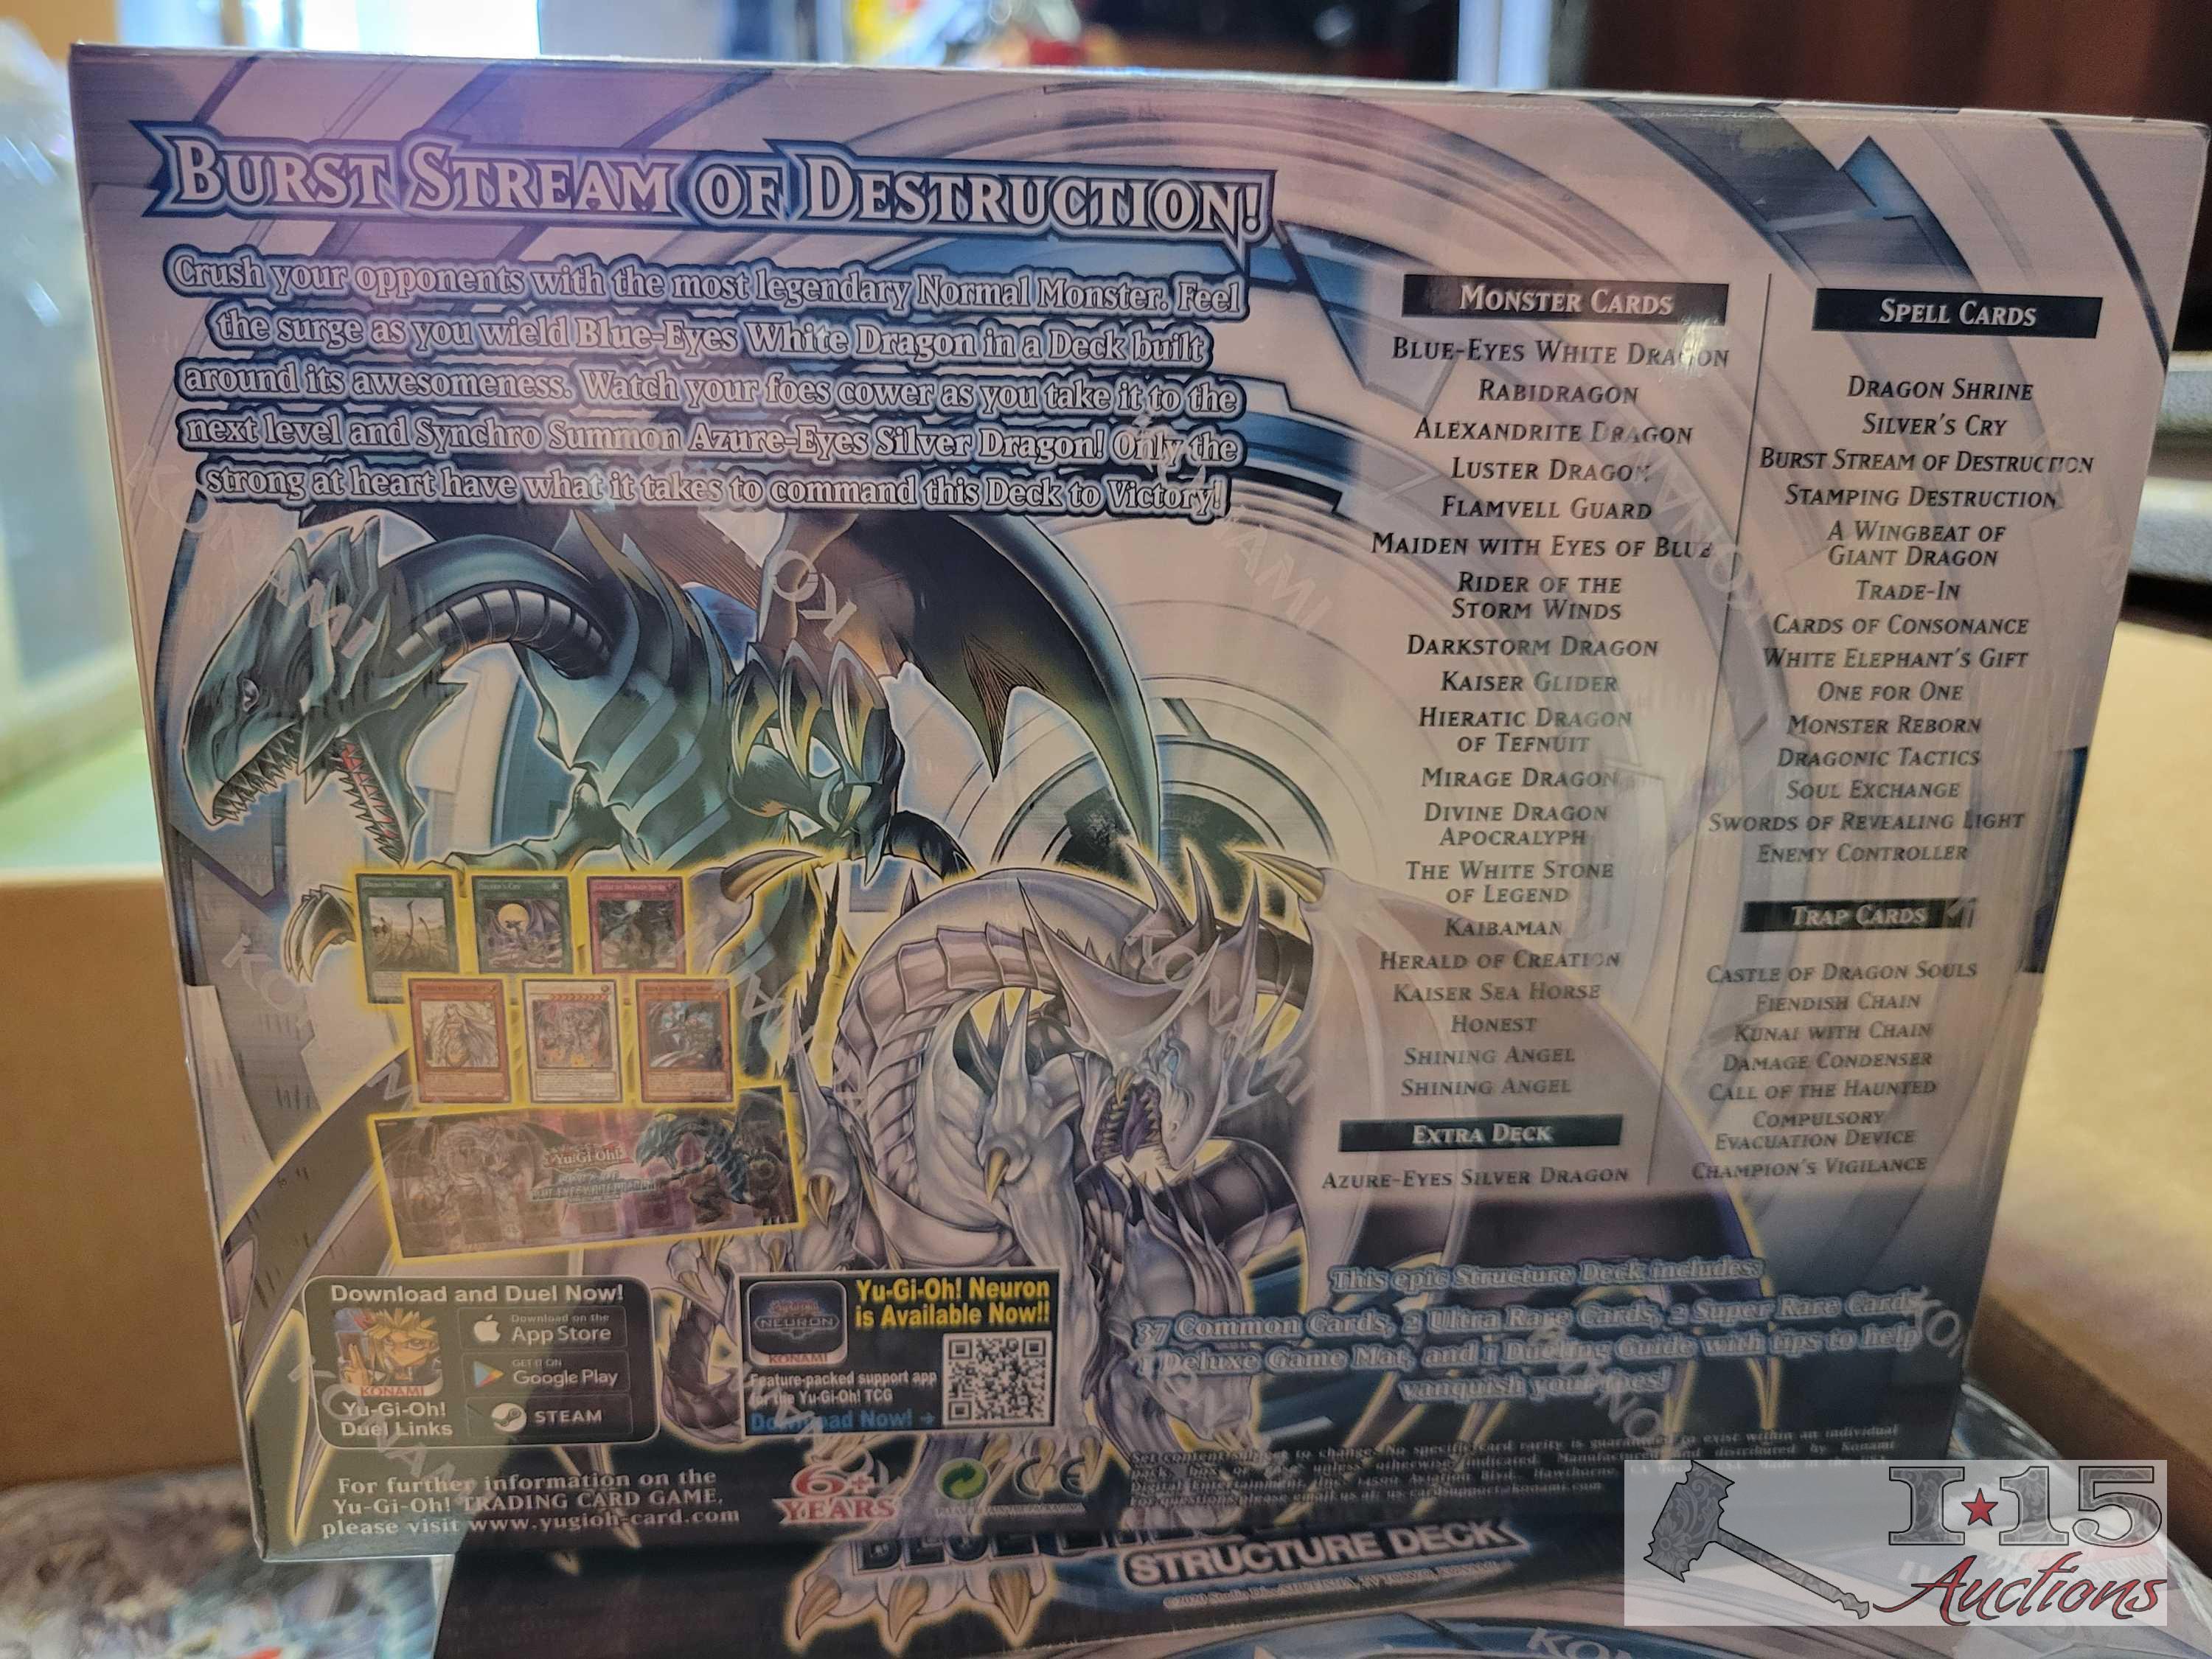 BURST STREAM OF DESTRUCTION!
Crush your opponents with the most legendary Normal Monster. Feel
the surge as you wield Blue-Eyes White Dragon in a Deck built
around its awesomeness. Watch your foes cower as you take it to the
next level and Synchro Summon Azure-Eyes Silver Dragon! Only the
strong at heart have what it takes to command this Deck to Victory!
MONSTER CARDS
BLUE-EYES WHITE DRAGON
RABIDRAGON
ALEXANDRITE DRAGON
LUSTER DRAGON
FLAMVELL GUARD
MAIDEN WITH EYES OF BLUE
RIDER OF THE
STORM WINDS
DARKSTORM DRAGON
KAISER GLIDER
HIERATIC DRAGON
OF TEFNUIT
MIRAGE DRAGON
DIVINE DRAGON
APOCRALYPH
THE WHITE STONE
OF LEGEND
KAIBAMAN
HERALD OF CREATION
KAISER SEA HORSE
HONEST
SHINING ANGEL
SHINING ANGEL
EXTRA DECK
AZURE-EYES SILVER DRAGON
SPELL CARDS
DRAGON SHRINE
SILVER'S CRY
BURST STREAM OF DESTRUCTION
STAMPING DESTRUCTION
A WINGBEAT OF
GIANT DRAGON
TRADE-IN
CARDS OF CONSONANCE
WHITE ELEPHANT'S GIFT
ONE FOR ONE
MONSTER REBORN
DRAGONIC TACTICS
SOUL EXCHANGE
SWORDS OF REVEALING LIGHT
ENEMY CONTROLLER
TRAP CARDS
CASTLE OF DRAGON SOULS
FIENDISH CHAIN
KUNAI WITH CHAIN
DAMAGE CONDENSER
CALL OF THE HAUNTED
COMPULSORY
EVACUATION DEVICE
CHAMPION'S VIGILANCE
Yu-Gi-Oh!
Download and Duel Now!
KONAMI
Yu-Gi-Oh!
Duel Links
Download on the
App Store
GET IT ON
Google Play
STEAM
NEURON
KONAMI
Yu-Gi-Oh! Neuron
is Available Now!!
Feature-packed support app
for the Yu-Gi-Oh! TCG
Download Now!
This epic Structure Deck includes:
37 Common Cards, 2 Ultra Rare Cards, 2 Super Rare Cards,
1 Deluxe Game Mat, and 1 Dueling Guide with tips to help
vanquish your foes!
For further information on the
Yu-Gi-Oh! TRADING CARD GAME,
please visit www.yugioh-card.com
6+
YEARS
CE
STRUCTURE DECK
I-15
Auctions